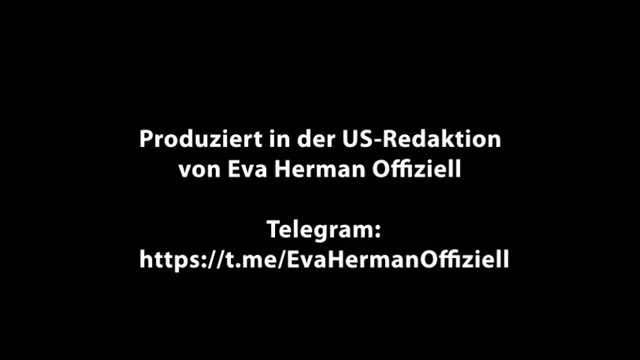 Produziert in der US-Redaktion
von Eva Herman Offiziell
Telegram:
https://t.me/EvaHermanOffiziell